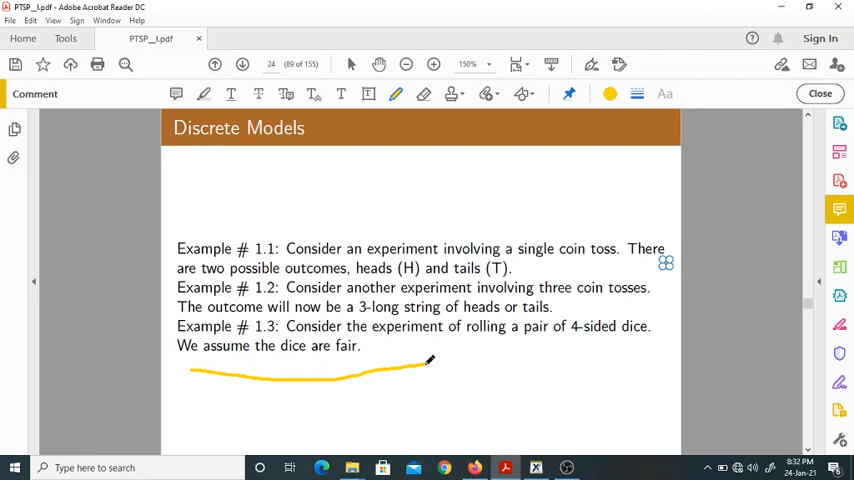 PTSP__I.pdf - Adobe Acrobat Reader DC
File Edit View Sign Window Help
Home Tools PTSP__I.pdf × Sign In
24 (89 of 155) 150%
Comment Close
Discrete Models
Example # 1.1: Consider an experiment involving a single coin toss. There
are two possible outcomes, heads (H) and tails (T).
Example # 1.2: Consider another experiment involving three coin tosses.
The outcome will now be a 3-long string of heads or tails.
Example # 1.3: Consider the experiment of rolling a pair of 4-sided dice.
We assume the dice are fair.
Type here to search
8:32 PM
24-Jan-21